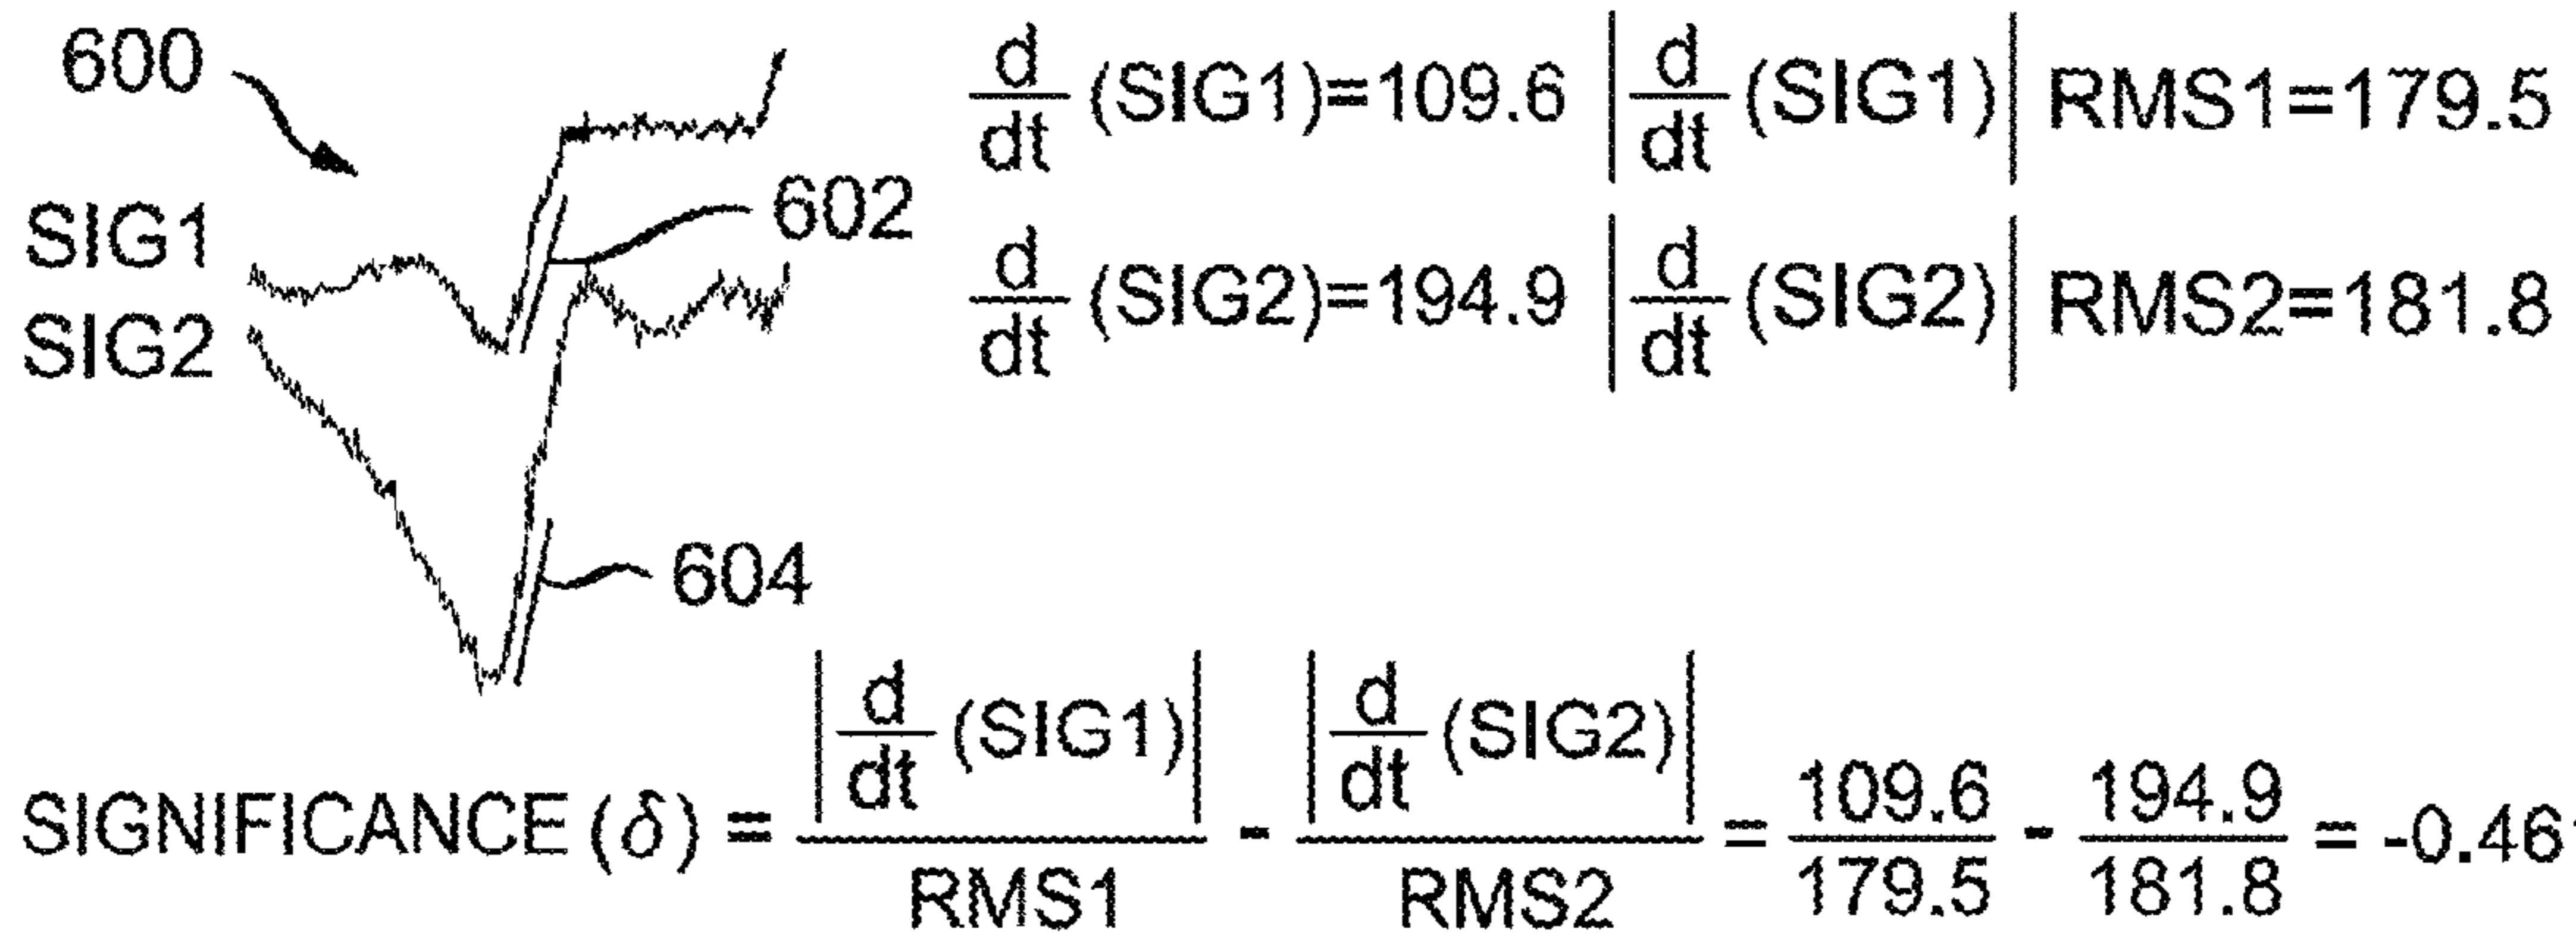 600
d/dt (SIG1)=109.6 |d/dt (SIG1)| RMS1=179.5
SIG1
602
SIG2
d/dt (SIG2)=194.9 |d/dt (SIG2)| RMS2=181.8
604
SIGNIFICANCE (δ) = |d/dt (SIG1)|/RMS1 - |d/dt (SIG2)|/RMS2 = 109.6/179.5 - 194.9/181.8 = -0.46